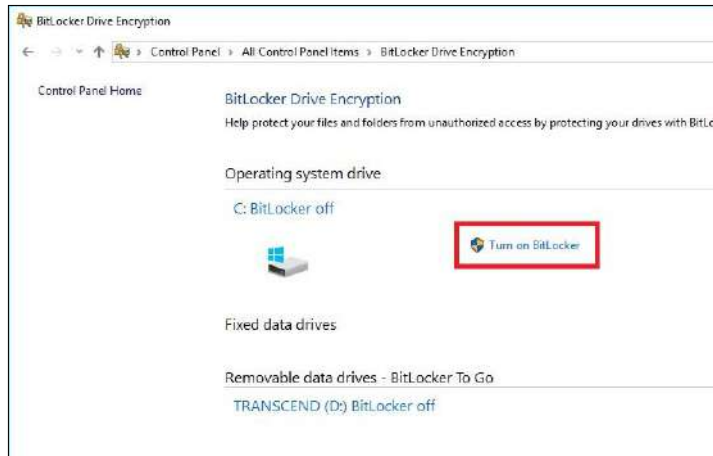 BitLocker Drive Encryption
Control Panel › All Control Panel Items › BitLocker Drive Encryption
Control Panel Home
BitLocker Drive Encryption
Help protect your files and folders from unauthorized access by protecting your drives with BitLo
Operating system drive
C: BitLocker off
Turn on BitLocker
Fixed data drives
Removable data drives - BitLocker To Go
TRANSCEND (D:) BitLocker off